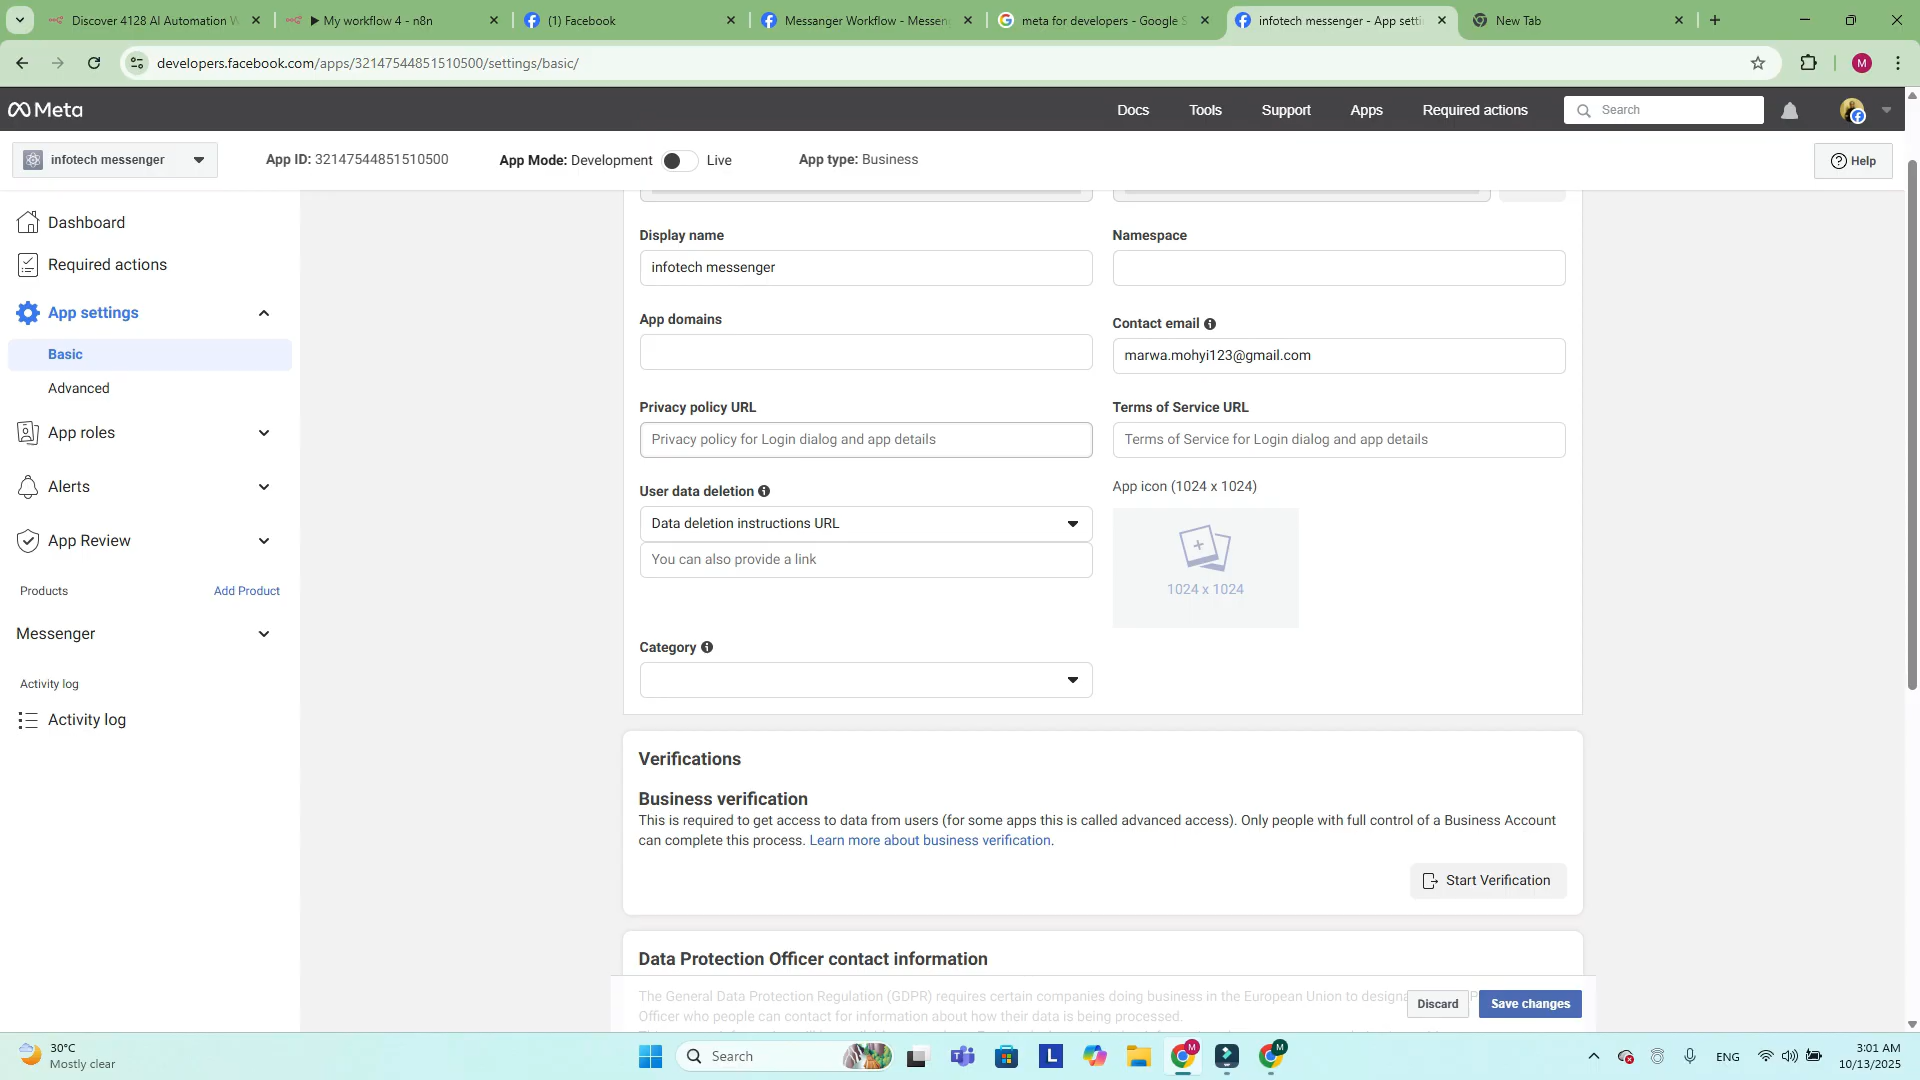 Discover 4128 AI Automation W
My workflow 4 - n8n
(1) Facebook
Messanger Workflow - Messen
meta for developers - Google S
infotech messenger - App setti
New Tab
developers.facebook.com/apps/32147544851510500/settings/basic/
M
Meta
Docs
Tools
Support
Apps
Required actions
Search
infotech messenger
App ID: 32147544851510500
App Mode: Development
Live
App type: Business
Help
Dashboard
Required actions
App settings
Basic
Advanced
App roles
Alerts
App Review
Products
Add Product
Messenger
Activity log
Activity log
Display name
infotech messenger
Namespace
App domains
Contact email
marwa.mohyi123@gmail.com
Privacy policy URL
Privacy policy for Login dialog and app details
Terms of Service URL
Terms of Service for Login dialog and app details
User data deletion
Data deletion instructions URL
You can also provide a link
App icon (1024 x 1024)
1024 x 1024
Category
Verifications
Business verification
This is required to get access to data from users (for some apps this is called advanced access). Only people with full control of a Business Account
can complete this process. Learn more about business verification.
Start Verification
Data Protection Officer contact information
The General Data Protection Regulation (GDPR) requires certain companies doing business in the European Union to designa
Officer who people can contact for information about how their data is being processed.
Discard
Save changes
30°C
Mostly clear
Search
L
M
M
ENG
3:01 AM
10/13/2025